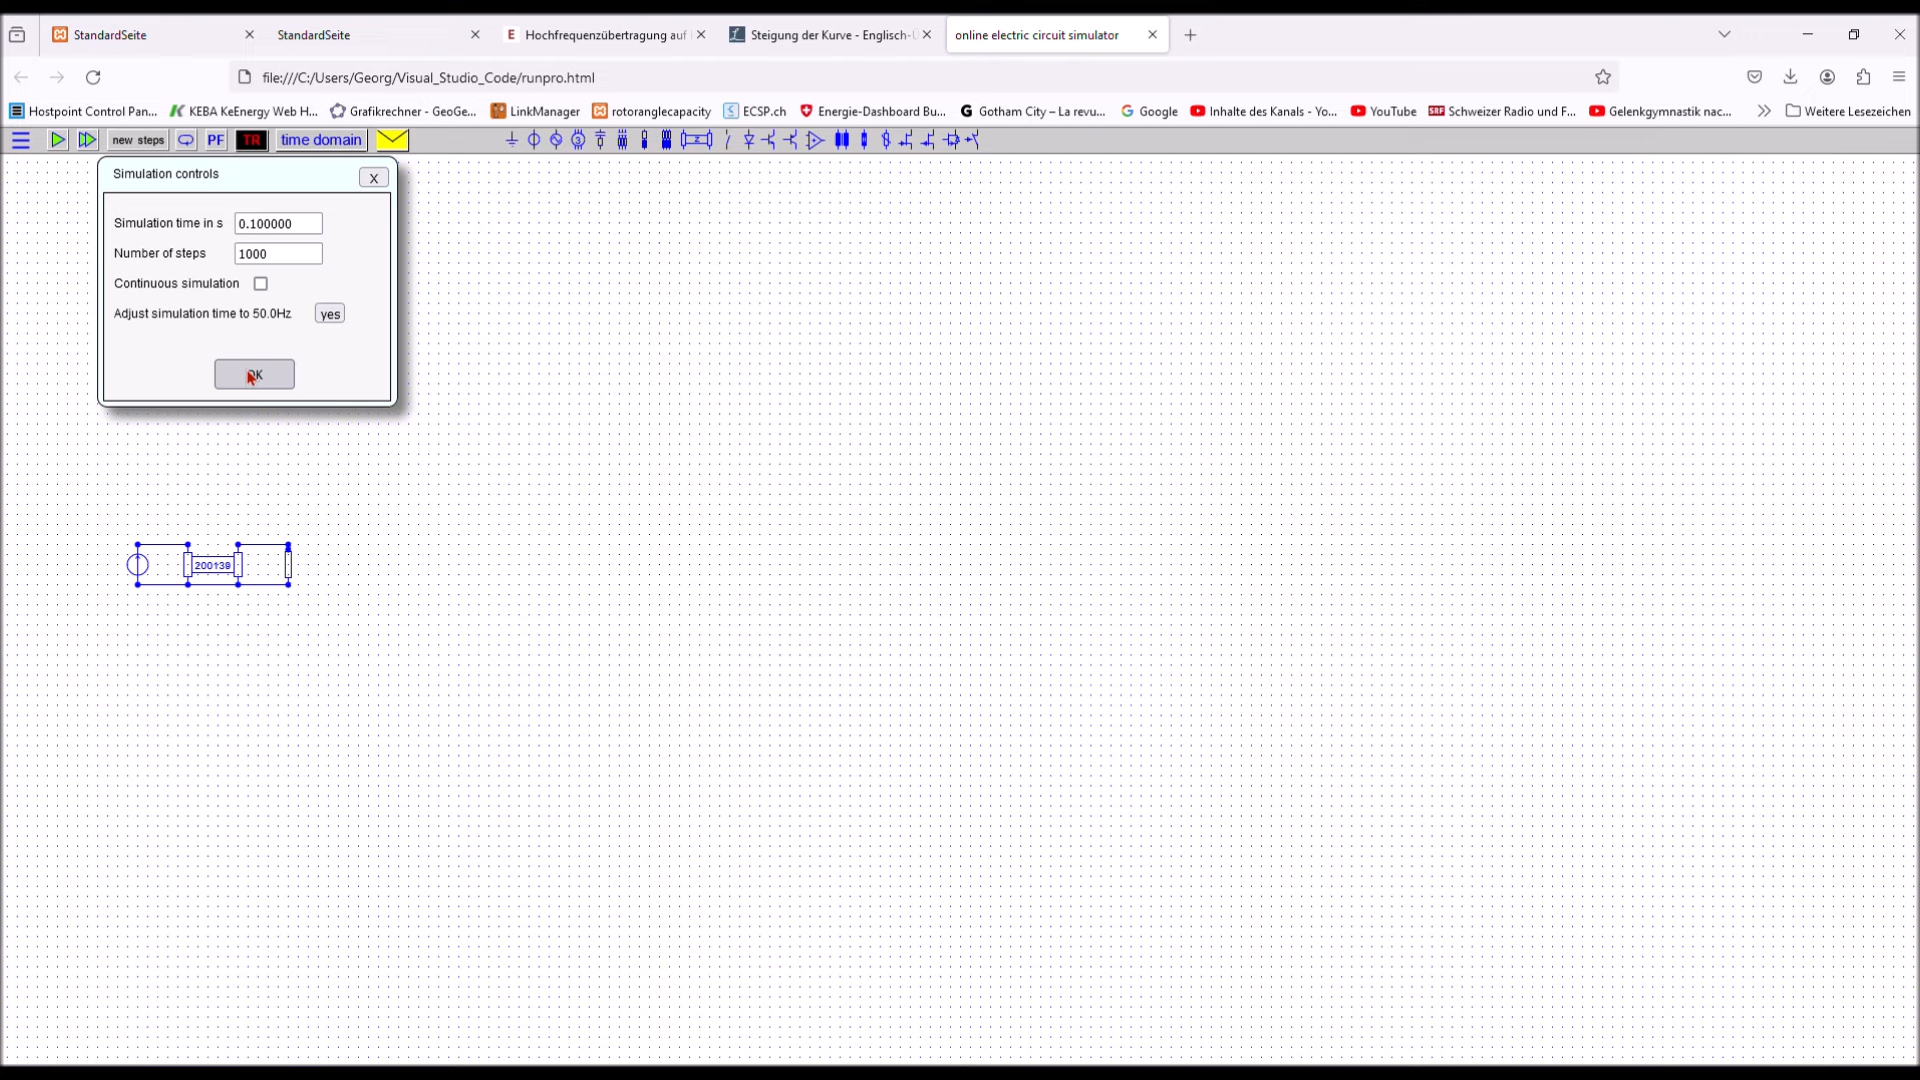 StandardSeite
StandardSeite
E Hochfrequenzübertragung auf
Steigung der Kurve - Englisch-
online electric circuit simulator
file:///C:/Users/Georg/Visual_Studio_Code/runpro.html
Hostpoint Control Pan...
KEBA KeEnergy Web H...
Grafikrechner - GeoGe...
LinkManager
rotoranglecapacity
ECSP.ch
Energie-Dashboard Bu...
G Gotham City – La revu...
G Google
Inhalte des Kanals - Yo...
YouTube
SRF Schweizer Radio und F...
Gelenkgymnastik nac...
Weitere Lesezeichen
new steps
PF
TR
time domain
3
Z
Simulation controls
X
Simulation time in s 0.100000
Number of steps 1000
Continuous simulation
Adjust simulation time to 50.0Hz yes
OK
200139